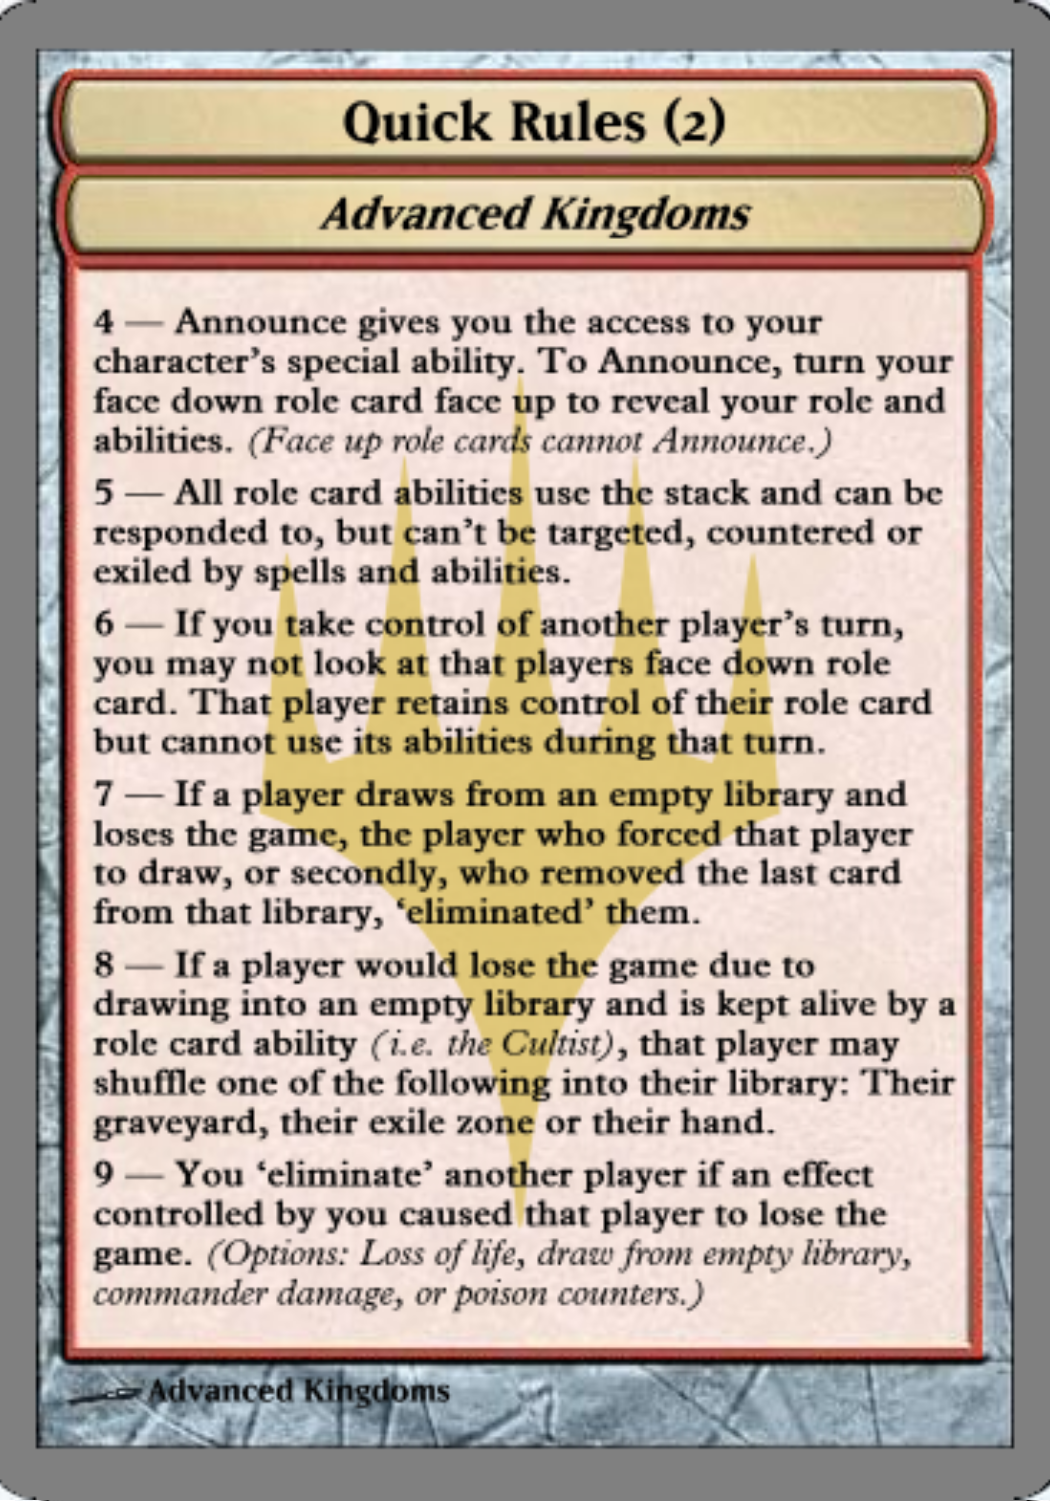 Quick Rules (2)
Advanced Kingdoms
4 — Announce gives you the access to your
character's special ability. To Announce, turn your
face down role card face up to reveal your role and
abilities. (Face up role cards cannot Announce.)
5 — All role card abilities use the stack and can be
responded to, but can't be targeted, countered or
exiled by spells and abilities.
6 — If you take control of another player's turn,
you may not look at that players face down role
card. That player retains control of their role card
but cannot use its abilities during that turn.
7 — If a player draws from an empty library and
loses the game, the player who forced that player
to draw, or secondly, who removed the last card
from that library, 'eliminated' them.
8 — If a player would lose the game due to
drawing into an empty library and is kept alive by a
role card ability (i.e. the Cultist), that player may
shuffle one of the following into their library: Their
graveyard, their exile zone or their hand.
9 — You 'eliminate' another player if an effect
controlled by you caused that player to lose the
game. (Options: Loss of life, draw from empty library,
commander damage, or poison counters.)
Advanced Kingdoms